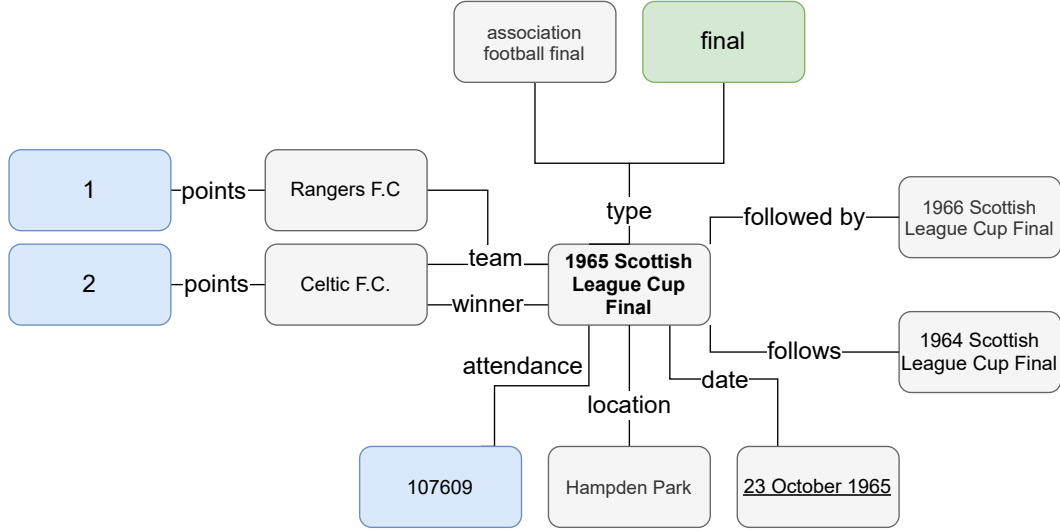 association
football final
final
1
points
Rangers F.C
type
followed by
1966 Scottish
League Cup Final
2
points
Celtic F.C.
team
winner
1965 Scottish
League Cup
Final
follows
1964 Scottish
League Cup Final
attendance
location
date
107609
Hampden Park
23 October 1965